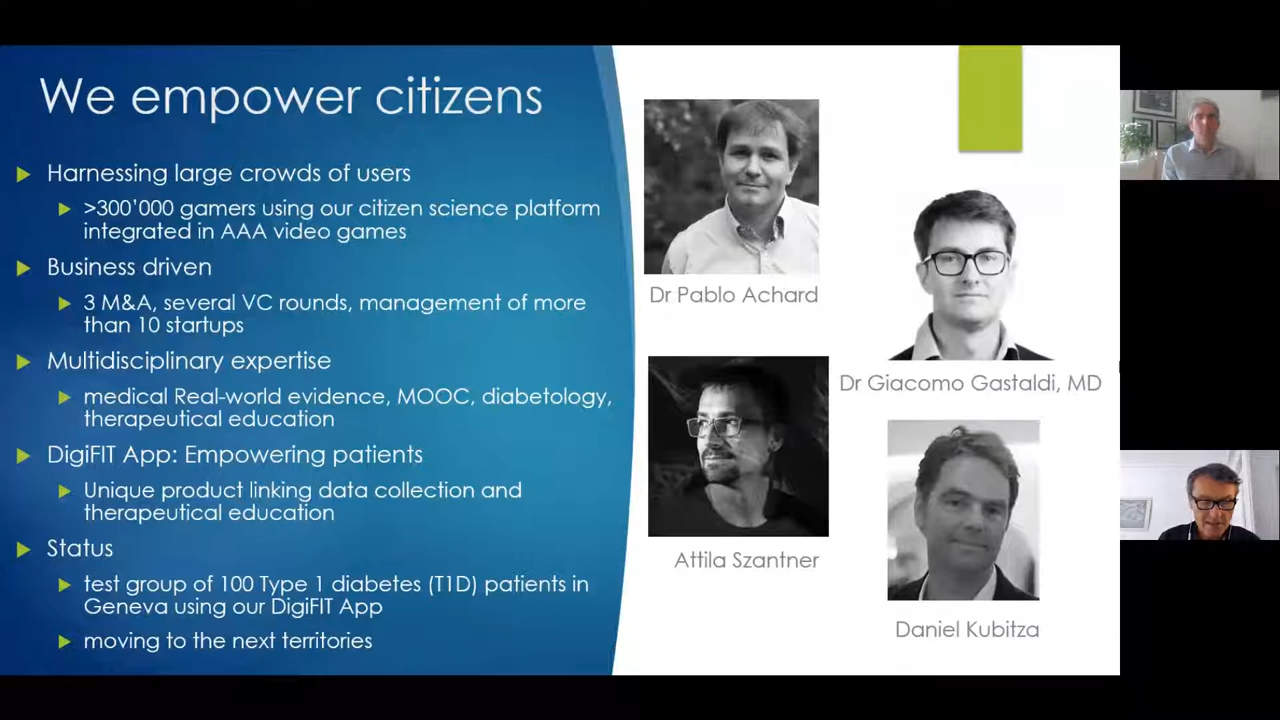 We empower citizens
Harnessing large crowds of users
>300'000 gamers using our citizen science platform
integrated in AAA video games
Business driven
3 M&A, several VC rounds, management of more
than 10 startups
Multidisciplinary expertise
medical Real-world evidence, MOOC, diabetology,
therapeutical education
DigiFIT App: Empowering patients
Unique product linking data collection and
therapeutical education
Status
test group of 100 Type 1 diabetes (T1D) patients in
Geneva using our DigiFIT App
moving to the next territories
Dr Pablo Achard
Dr Giacomo Gastaldi, MD
Attila Szantner
Daniel Kubitza